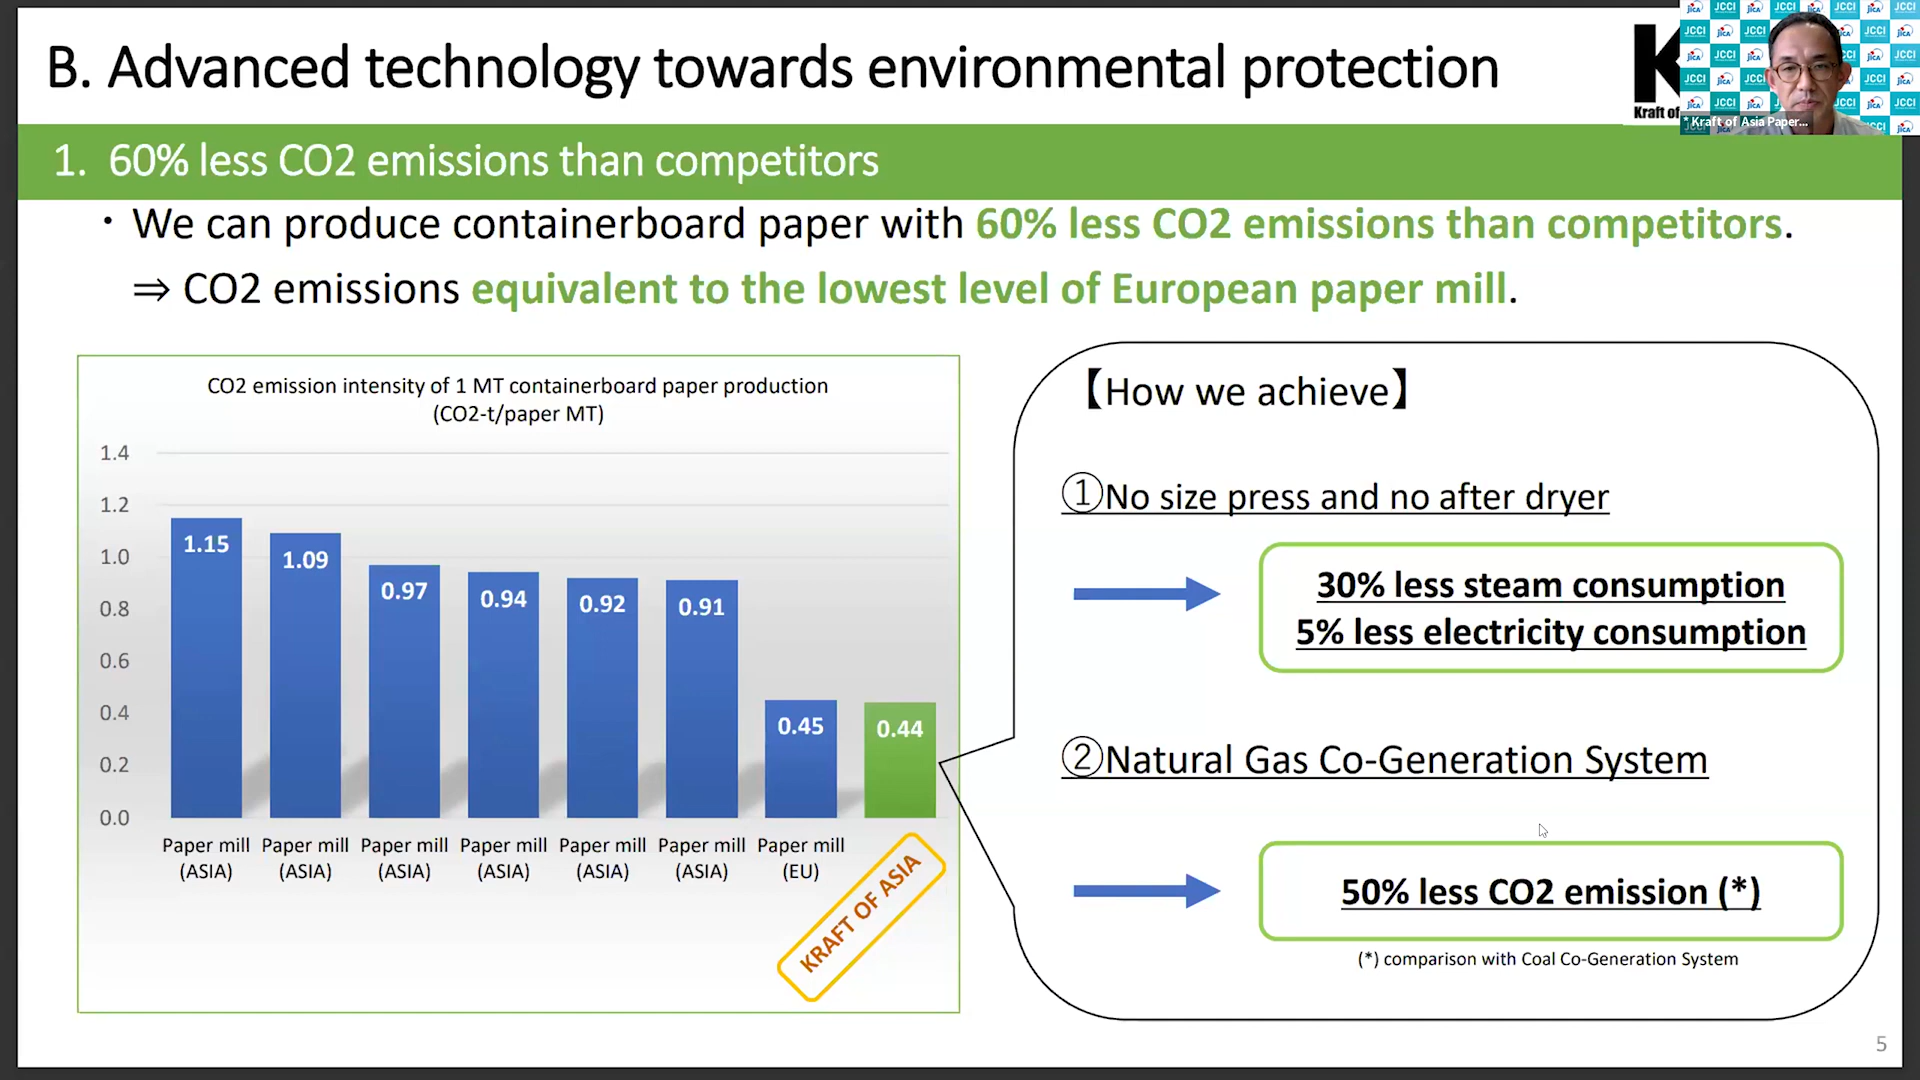 B. Advanced technology towards environmental protection
K
Kraft of
JICA JCCI JICA JCCI JICA JCCI JICA JCCI
* Kraft of Asia Paper...
1. 60% less CO2 emissions than competitors
・We can produce containerboard paper with 60% less CO2 emissions than competitors.
⇒ CO2 emissions equivalent to the lowest level of European paper mill.
CO2 emission intensity of 1 MT containerboard paper production
(CO2-t/paper MT)
1.4
1.2
1.0
0.8
0.6
0.4
0.2
0.0
1.15
1.09
0.97
0.94
0.92
0.91
0.45
0.44
Paper mill (ASIA)
Paper mill (ASIA)
Paper mill (ASIA)
Paper mill (ASIA)
Paper mill (ASIA)
Paper mill (ASIA)
Paper mill (EU)
KRAFT OF ASIA
【How we achieve】
①No size press and no after dryer
30% less steam consumption
5% less electricity consumption
②Natural Gas Co-Generation System
50% less CO2 emission (*)
(*) comparison with Coal Co-Generation System
5